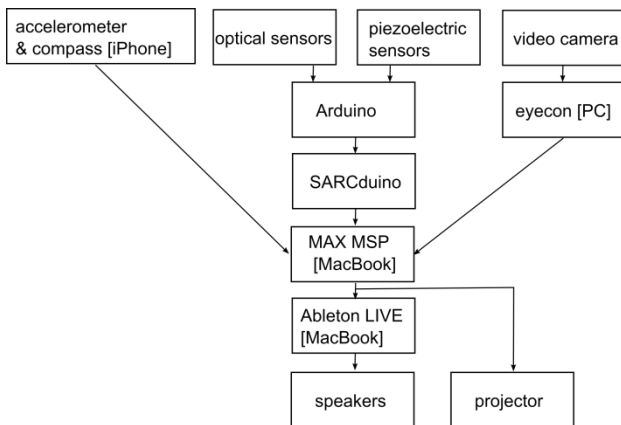 accelerometer
& compass [iPhone]
optical sensors
piezoelectric
sensors
video camera
Arduino
eyecon [PC]
SARCduino
MAX MSP
[MacBook]
Ableton LIVE
[MacBook]
speakers
projector